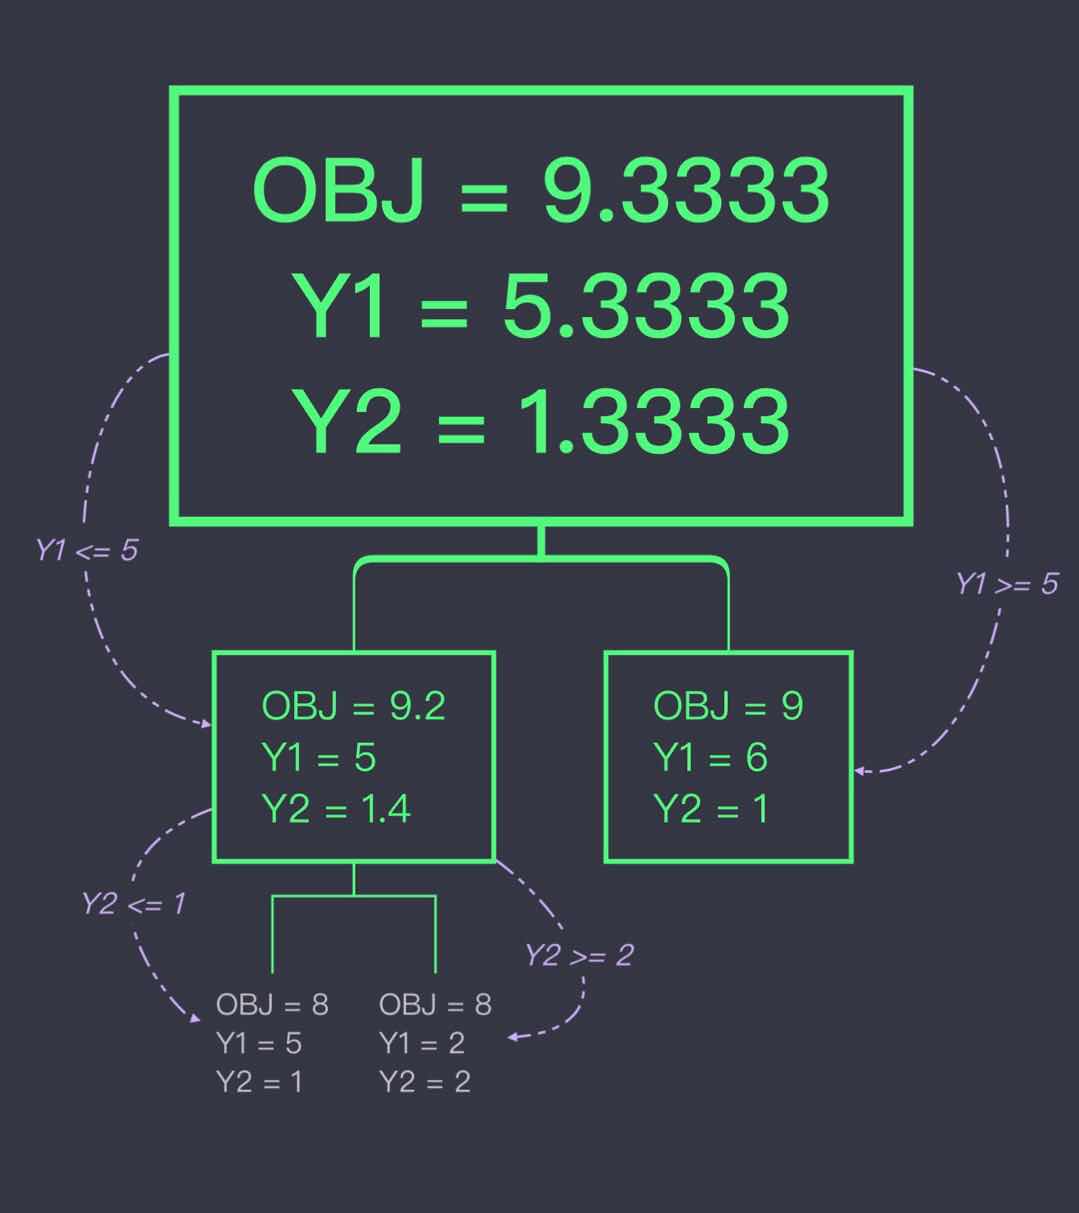 OBJ = 9.3333
Y1 = 5.3333
Y2 = 1.3333
Y1 <= 5
Y1 >= 5
OBJ = 9.2
Y1 = 5
Y2 = 1.4
OBJ = 9
Y1 = 6
Y2 = 1
Y2 <= 1
Y2 >= 2
OBJ = 8
Y1 = 5
Y2 = 1
OBJ = 8
Y1 = 2
Y2 = 2